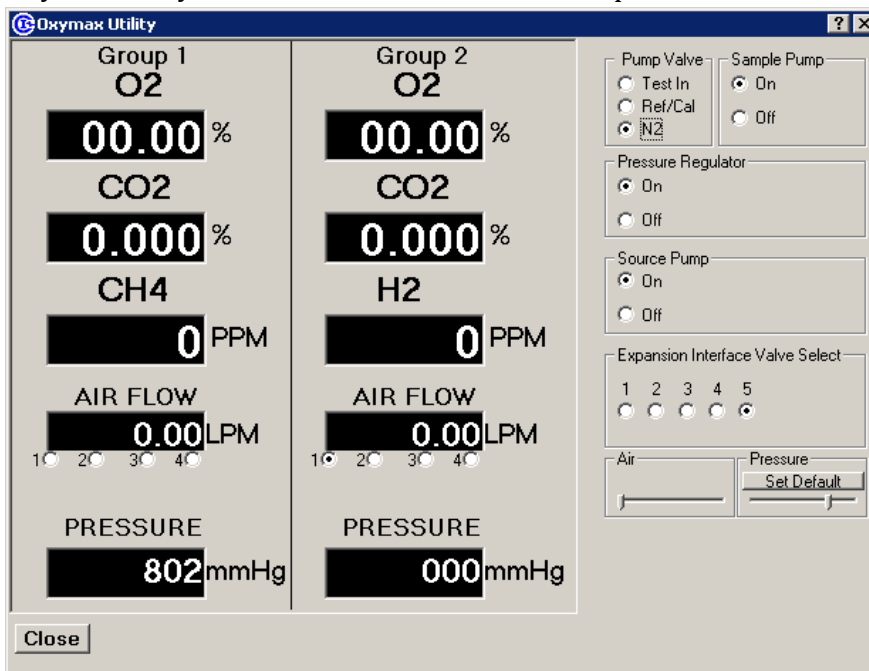 Oxymax Utility
Group 1
O2
00.00 %
CO2
0.000 %
CH4
0 PPM
AIR FLOW
0.00 LPM
1 2 3 4
PRESSURE
802 mmHg
Group 2
O2
00.00 %
CO2
0.000 %
H2
0 PPM
AIR FLOW
0.00 LPM
1 2 3 4
PRESSURE
000 mmHg
Pump Valve
Test In
Ref/Cal
N2
Sample Pump
On
Off
Pressure Regulator
On
Off
Source Pump
On
Off
Expansion Interface Valve Select
1 2 3 4 5
Air
Pressure
Set Default
Close